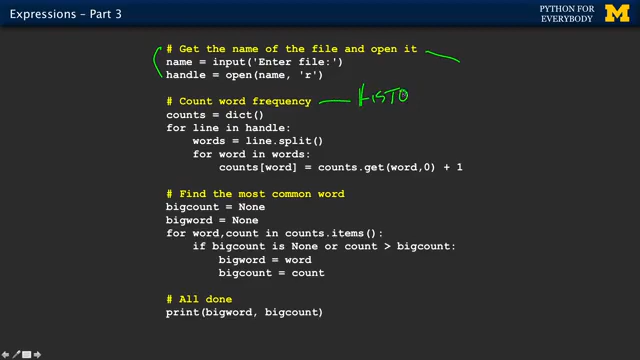 Expressions – Part 3
PYTHON FOR
EVERYBODY
# Get the name of the file and open it
name = input('Enter file:')
handle = open(name, 'r')
# Count word frequency
HISTO
counts = dict()
for line in handle:
words = line.split()
for word in words:
counts[word] = counts.get(word,0) + 1
# Find the most common word
bigcount = None
bigword = None
for word,count in counts.items():
if bigcount is None or count > bigcount:
bigword = word
bigcount = count
# All done
print(bigword, bigcount)